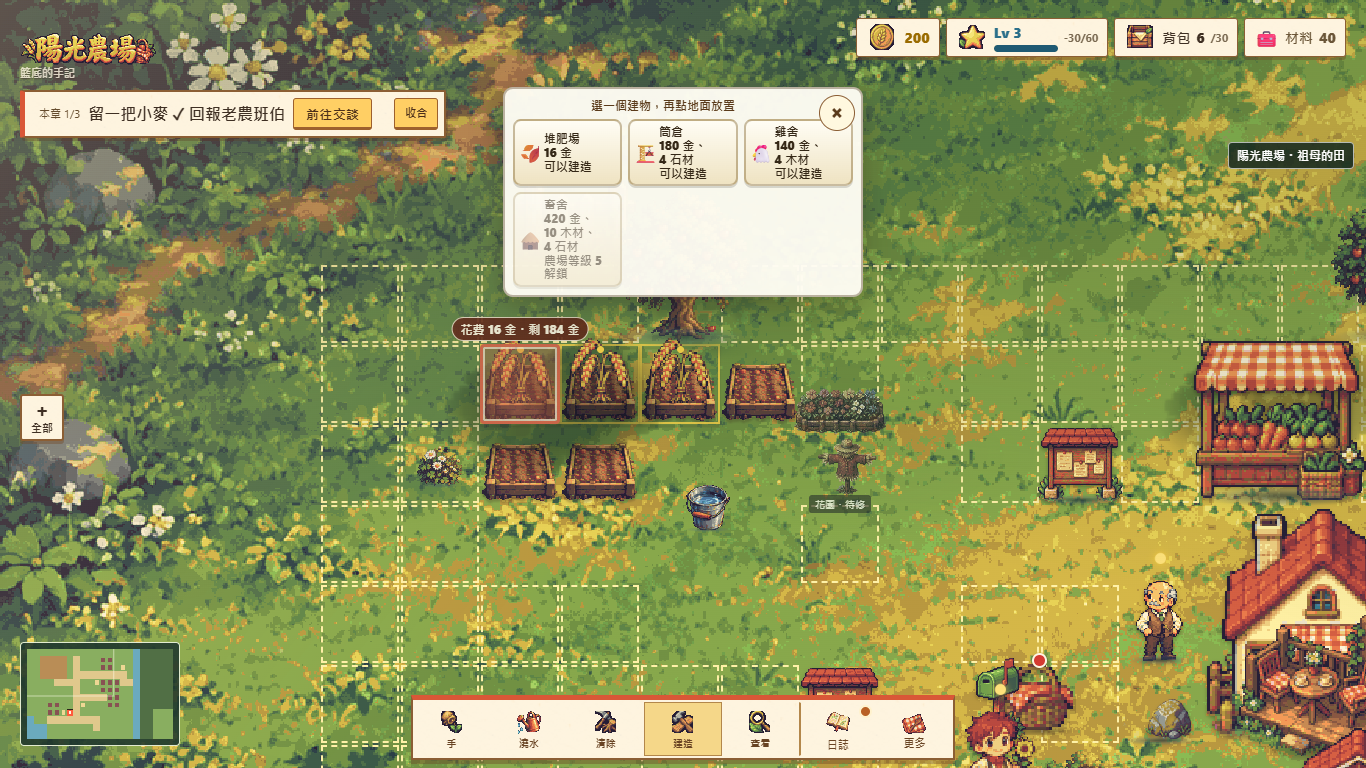 陽光農場
籃底的手記
本章 1/3 留一把小麥 ✓ 回報老農班伯 前往交談 收合
200
Lv 3 -30/60
背包 6 /30
材料 40
選一個建物，再點地面放置
堆肥場
16 金
可以建造
筒倉
180 金、
4 石材
可以建造
雞舍
140 金、
4 木材
可以建造
畜舍
420 金、
10 木材、
4 石材
農場等級 5
解鎖
陽光農場・祖母的田
花費 16 金・剩 184 金
+
全部
花圃・待修
手
澆水
清除
建造
查看
日誌
更多